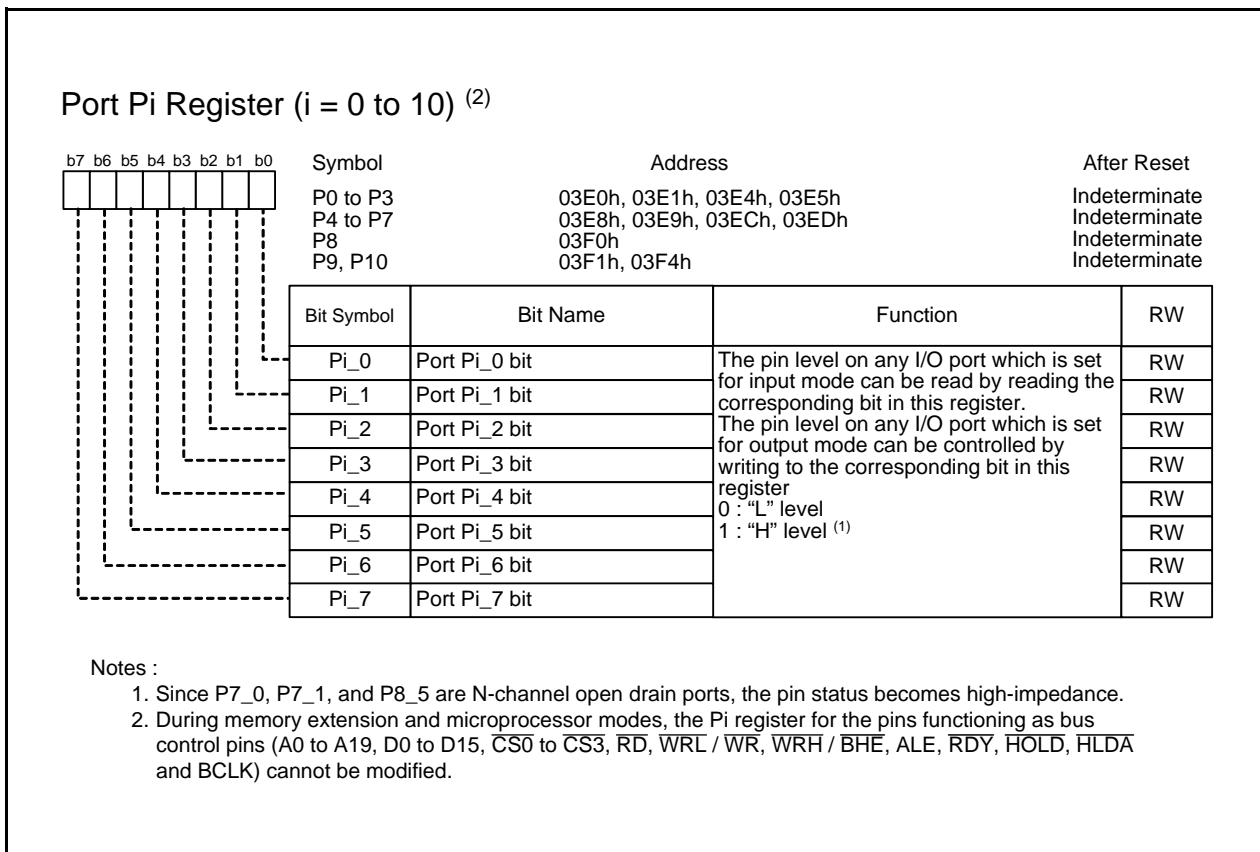 Port Pi Register (i = 0 to 10) (2)
b7 b6 b5 b4 b3 b2 b1 b0
Symbol Address After Reset
P0 to P3 03E0h, 03E1h, 03E4h, 03E5h Indeterminate
P4 to P7 03E8h, 03E9h, 03ECh, 03EDh Indeterminate
P8 03F0h Indeterminate
P9, P10 03F1h, 03F4h Indeterminate
Bit Symbol Bit Name Function RW
Pi_0 Port Pi_0 bit RW
Pi_1 Port Pi_1 bit RW
Pi_2 Port Pi_2 bit RW
Pi_3 Port Pi_3 bit RW
Pi_4 Port Pi_4 bit RW
Pi_5 Port Pi_5 bit RW
Pi_6 Port Pi_6 bit RW
Pi_7 Port Pi_7 bit RW
The pin level on any I/O port which is set
for input mode can be read by reading the
corresponding bit in this register.
The pin level on any I/O port which is set
for output mode can be controlled by
writing to the corresponding bit in this
register
0 : “L” level
1 : “H” level (1)
Notes :
1. Since P7_0, P7_1, and P8_5 are N-channel open drain ports, the pin status becomes high-impedance.
2. During memory extension and microprocessor modes, the Pi register for the pins functioning as bus
control pins (A0 to A19, D0 to D15, C̅S̅0̅ to C̅S̅3̅, R̅D̅, W̅R̅L̅ / W̅R̅, W̅R̅H̅ / B̅H̅E̅, ALE, R̅D̅Y̅, H̅O̅L̅D̅, H̅L̅D̅A̅
and BCLK) cannot be modified.